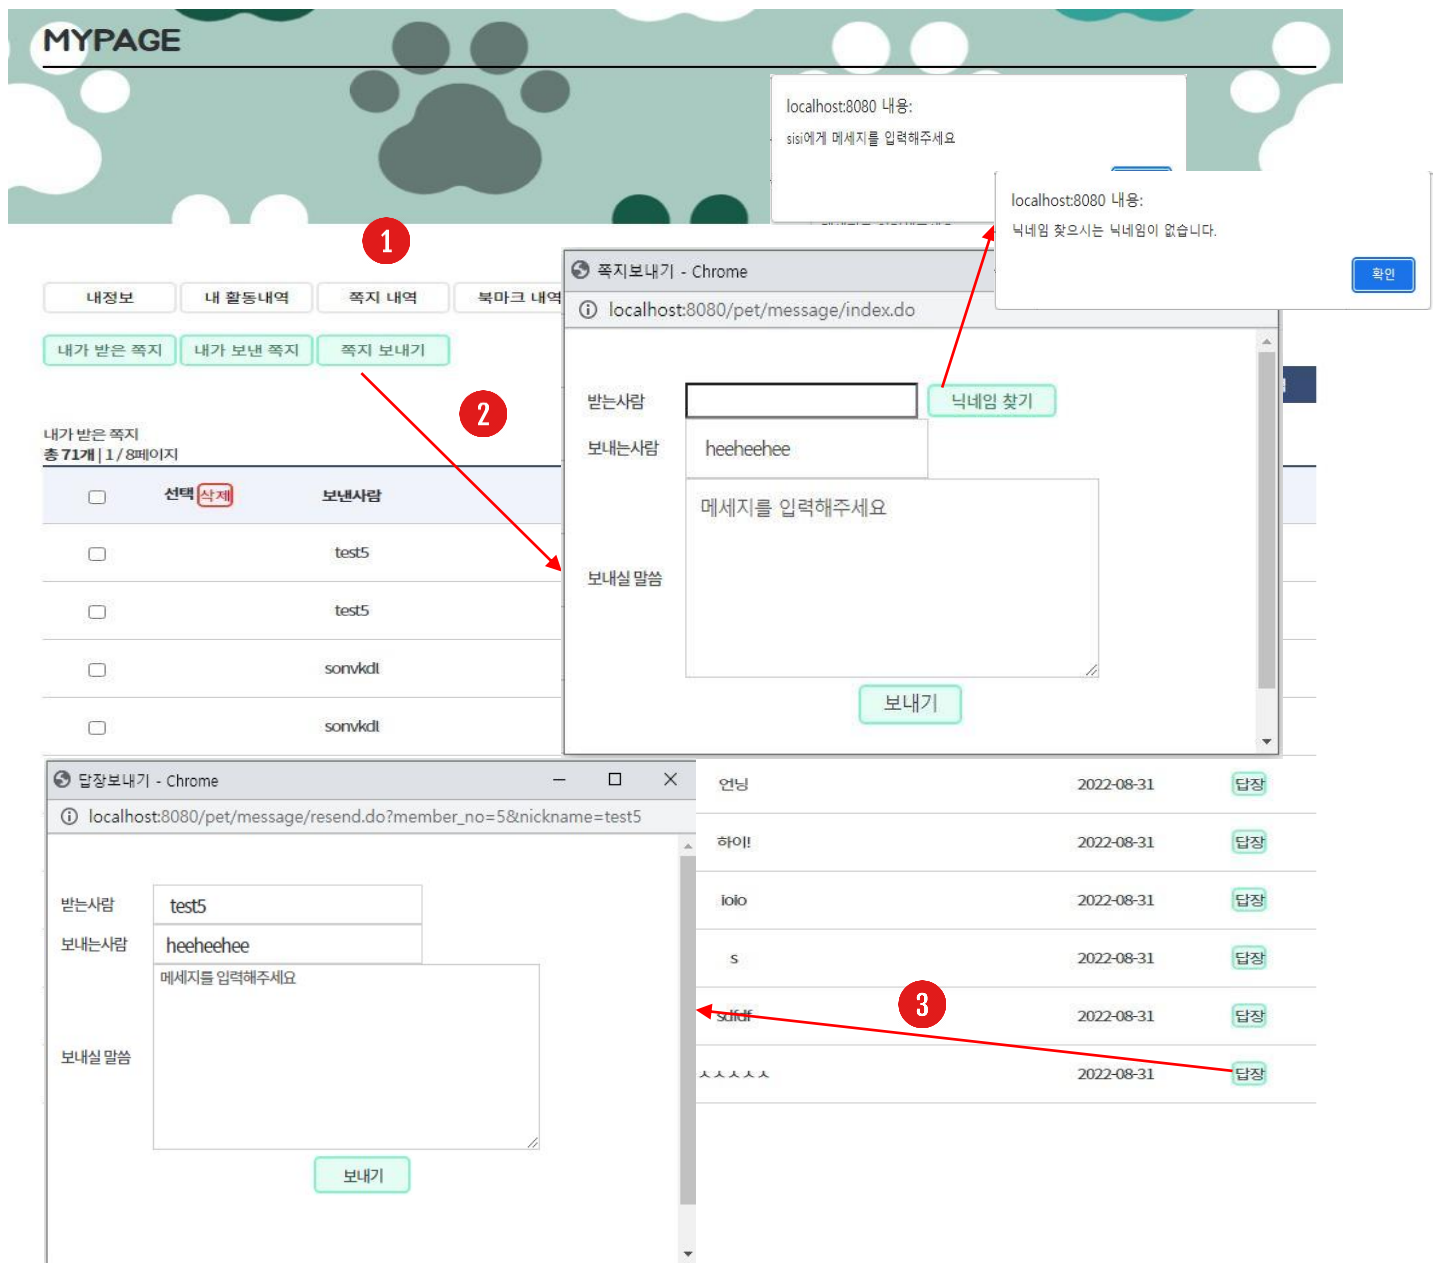 MYPAGE
localhost:8080 내용:
sisi에게 메세지를 입력해주세요
localhost:8080 내용:
닉네임 찾으시는 닉네임이 없습니다.
확인
1
내정보 내 활동내역 쪽지 내역 북마크 내역
내가 받은 쪽지 내가 보낸 쪽지 쪽지 보내기
2
내가 받은 쪽지
총 71개 | 1 / 8페이지
선택 삭제 보낸사람
test5
test5
sonvkdl
sonvkdl
쪽지보내기 - Chrome
localhost:8080/pet/message/index.do
받는사람 닉네임 찾기
보내는사람 heeheehee
메세지를 입력해주세요
보내실 말씀
보내기
답장보내기 - Chrome
localhost:8080/pet/message/resend.do?member_no=5&nickname=test5
받는사람 test5
보내는사람 heeheehee
메세지를 입력해주세요
보내실 말씀
보내기
언닝 2022-08-31 답장
하이! 2022-08-31 답장
ioio 2022-08-31 답장
s 2022-08-31 답장
3
sdfdf 2022-08-31 답장
ㅅㅅㅅㅅㅅ 2022-08-31 답장